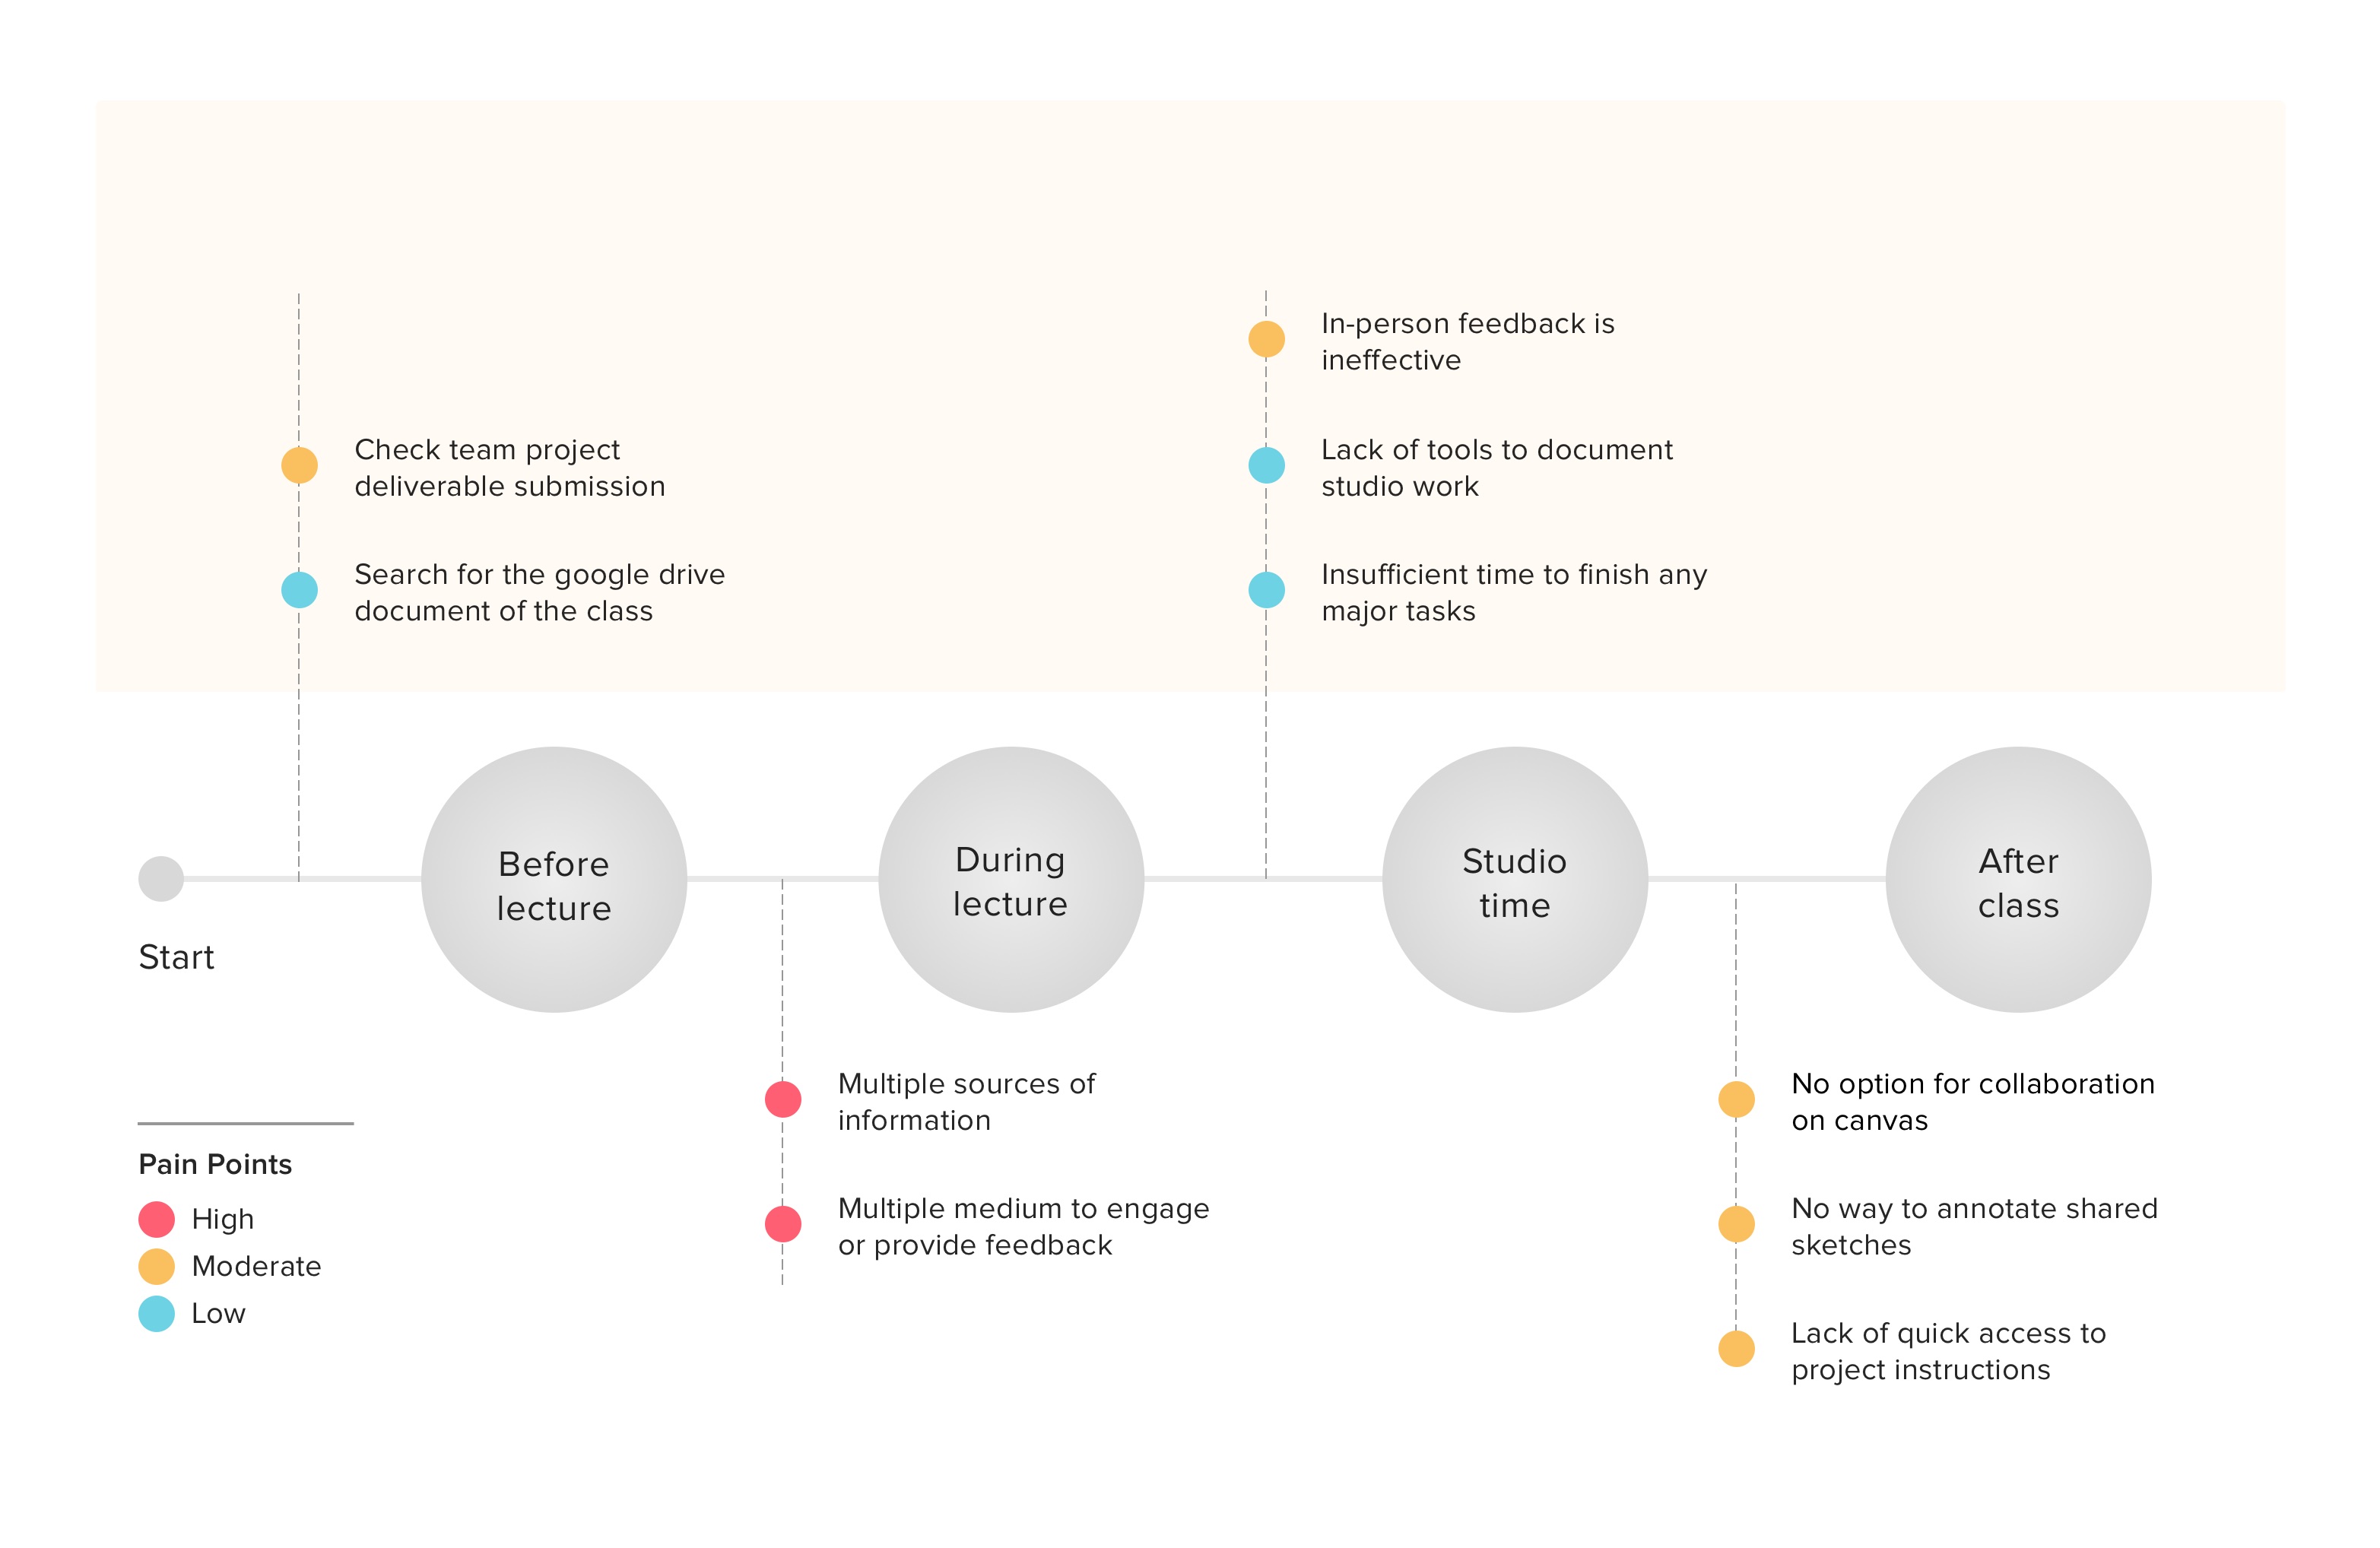 In-person feedback is
ineffective
Check team project
deliverable submission
Lack of tools to document
studio work
Search for the google drive
document of the class
Insufficient time to finish any
major tasks
Before
lecture
During
lecture
Studio
time
After
class
Start
Multiple sources of
information
No option for collaboration
on canvas
Pain Points
High
Moderate
Low
Multiple medium to engage
or provide feedback
No way to annotate shared
sketches
Lack of quick access to
project instructions